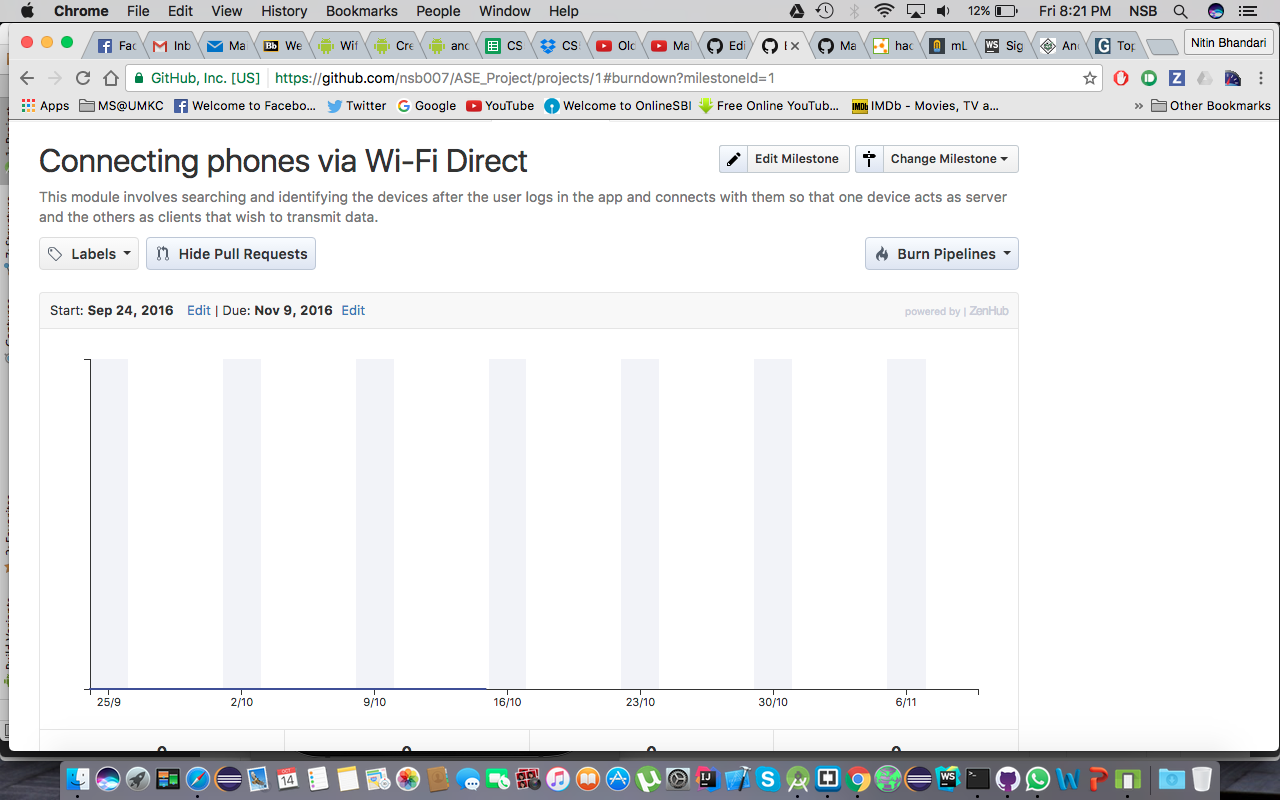 Chrome File Edit View History Bookmarks People Window Help 12% Fri 8:21 PM NSB
Fac Inb Ma We Wif Cre anc CS CS Old Ma Edi I Ma hac mL Sig An Top Nitin Bhandari
GitHub, Inc. [US] https://github.com/nsb007/ASE_Project/projects/1#burndown?milestoneId=1
Apps MS@UMKC Welcome to Facebo... Twitter Google YouTube Welcome to OnlineSBI Free Online YouTub... IMDb - Movies, TV a... » Other Bookmarks
Connecting phones via Wi-Fi Direct
Edit Milestone Change Milestone
This module involves searching and identifying the devices after the user logs in the app and connects with them so that one device acts as server
and the others as clients that wish to transmit data.
Labels Hide Pull Requests Burn Pipelines
Start: Sep 24, 2016 Edit | Due: Nov 9, 2016 Edit powered by | ZenHub
25/9 2/10 9/10 16/10 23/10 30/10 6/11